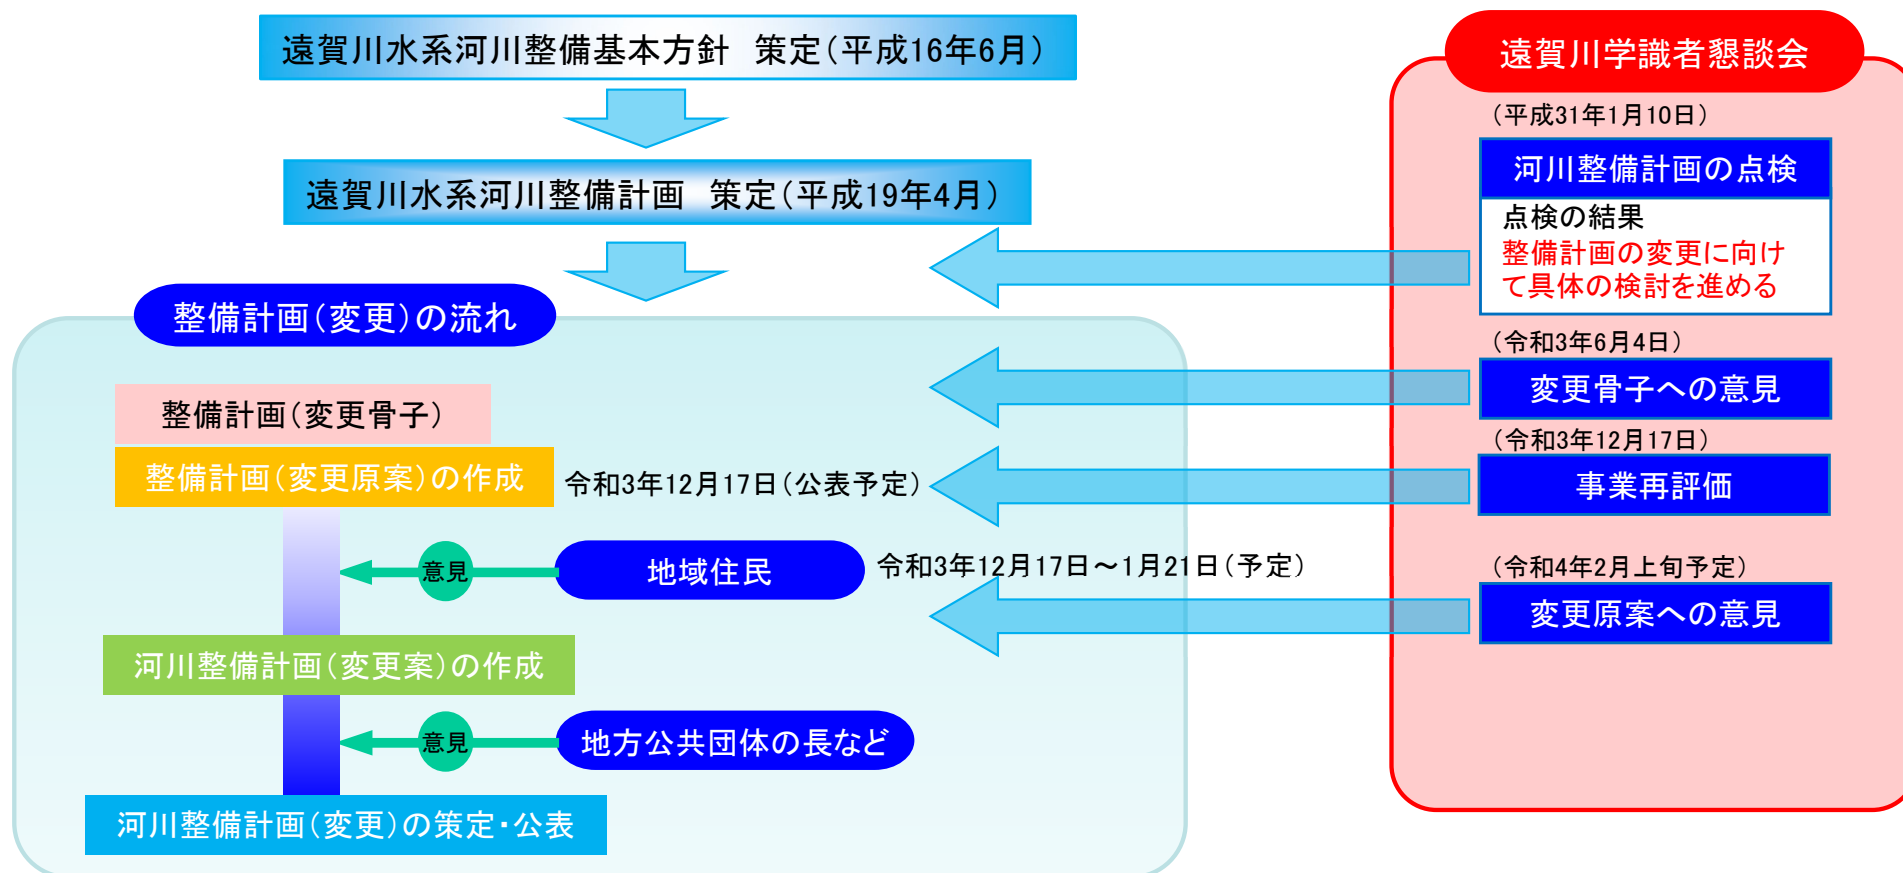 遠賀川水系河川整備基本方針　策定（平成16年6月）
遠賀川水系河川整備計画　策定（平成19年4月）
整備計画（変更）の流れ
整備計画（変更骨子）
整備計画（変更原案）の作成
令和3年12月17日（公表予定）
意見
地域住民
令和3年12月17日～1月21日（予定）
河川整備計画（変更案）の作成
意見
地方公共団体の長など
河川整備計画（変更）の策定・公表
遠賀川学識者懇談会
（平成31年1月10日）
河川整備計画の点検
点検の結果
整備計画の変更に向け
て具体の検討を進める
（令和3年6月4日）
変更骨子への意見
（令和3年12月17日）
事業再評価
（令和4年2月上旬予定）
変更原案への意見